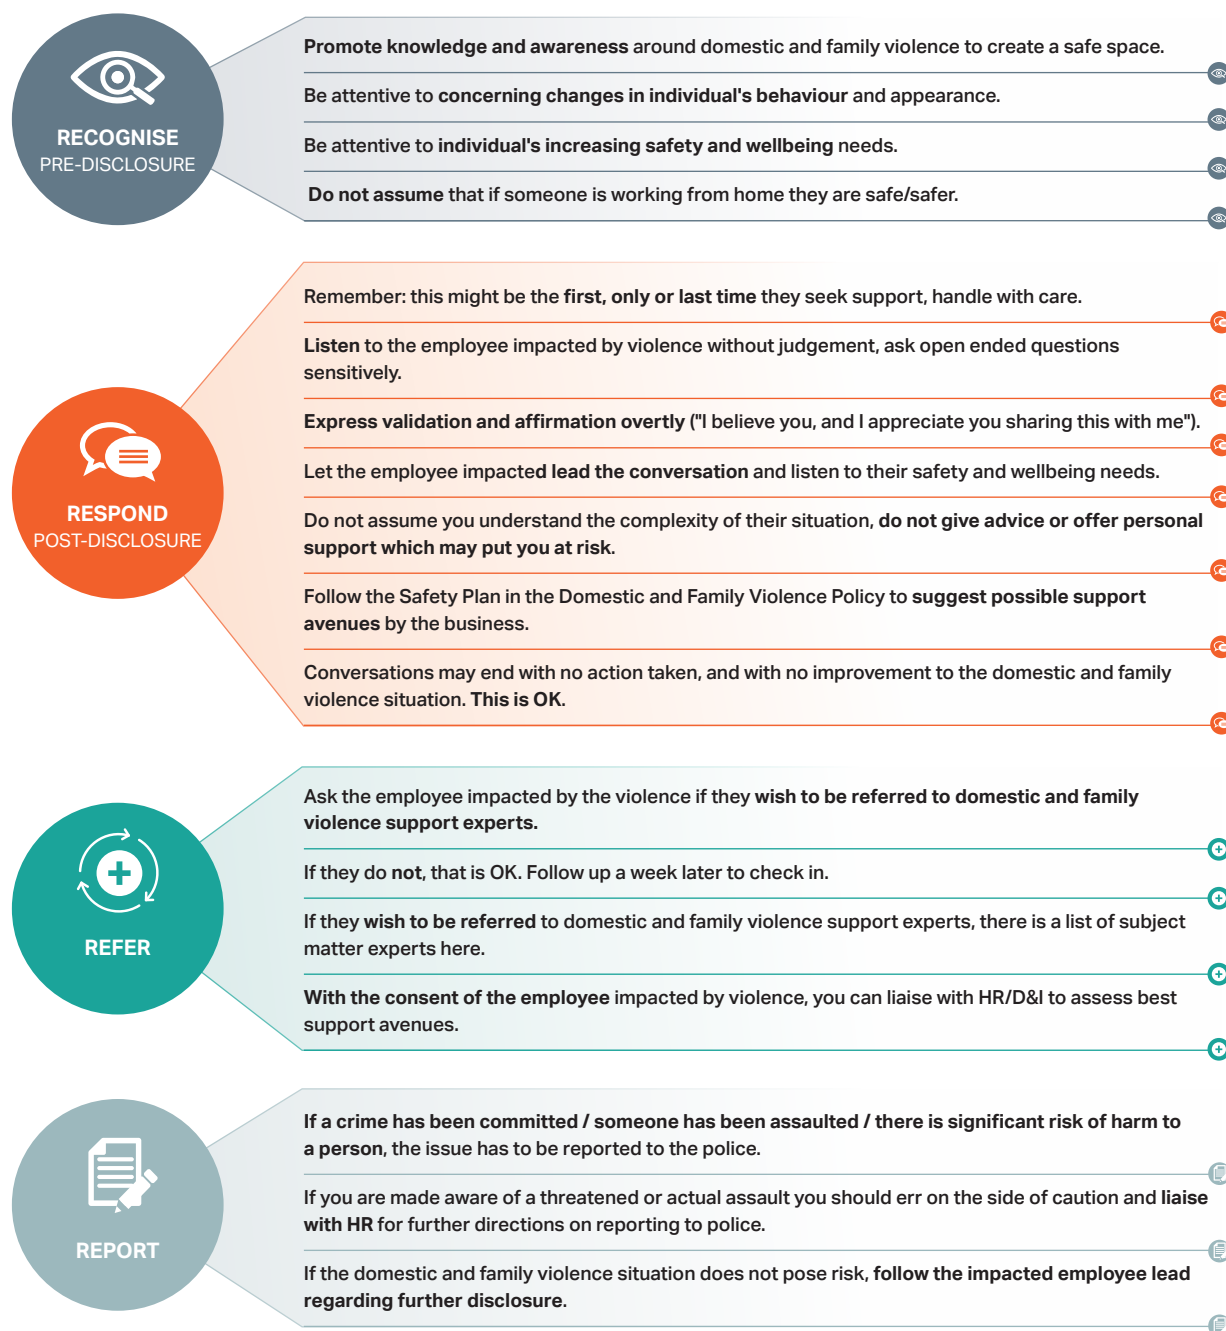 RECOGNISE
PRE-DISCLOSURE
Promote knowledge and awareness around domestic and family violence to create a safe space.
Be attentive to concerning changes in individual's behaviour and appearance.
Be attentive to individual's increasing safety and wellbeing needs.
Do not assume that if someone is working from home they are safe/safer.
RESPOND
POST-DISCLOSURE
Remember: this might be the first, only or last time they seek support, handle with care.
Listen to the employee impacted by violence without judgement, ask open ended questions
sensitively.
Express validation and affirmation overtly ("I believe you, and I appreciate you sharing this with me").
Let the employee impacted lead the conversation and listen to their safety and wellbeing needs.
Do not assume you understand the complexity of their situation, do not give advice or offer personal
support which may put you at risk.
Follow the Safety Plan in the Domestic and Family Violence Policy to suggest possible support
avenues by the business.
Conversations may end with no action taken, and with no improvement to the domestic and family
violence situation. This is OK.
REFER
Ask the employee impacted by the violence if they wish to be referred to domestic and family
violence support experts.
If they do not, that is OK. Follow up a week later to check in.
If they wish to be referred to domestic and family violence support experts, there is a list of subject
matter experts here.
With the consent of the employee impacted by violence, you can liaise with HR/D&I to assess best
support avenues.
REPORT
If a crime has been committed / someone has been assaulted / there is significant risk of harm to
a person, the issue has to be reported to the police.
If you are made aware of a threatened or actual assault you should err on the side of caution and liaise
with HR for further directions on reporting to police.
If the domestic and family violence situation does not pose risk, follow the impacted employee lead
regarding further disclosure.